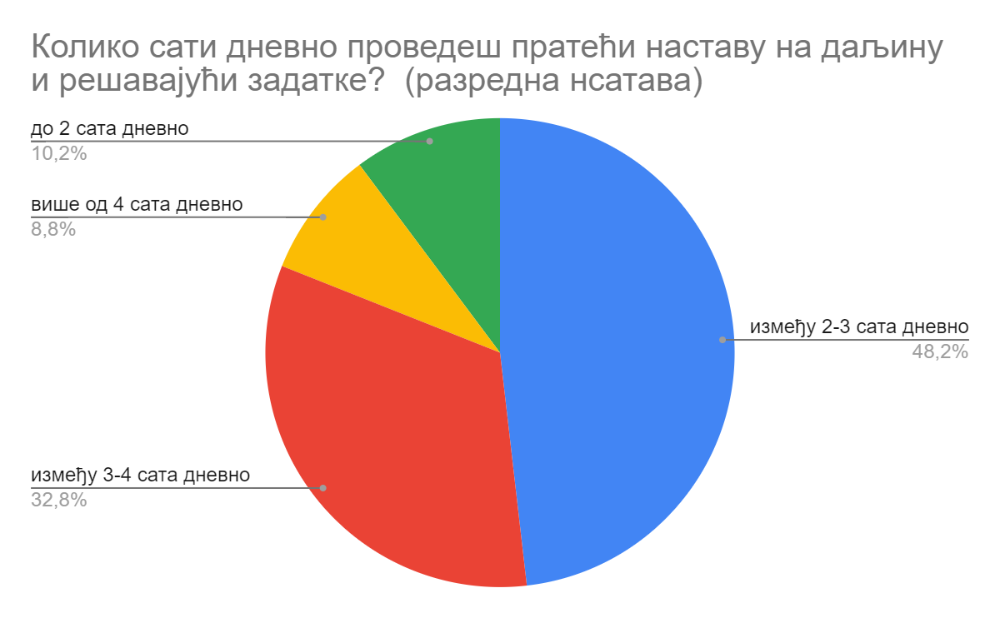 Колико сати дневно проведеш пратећи наставу на даљину
и решавајући задатке?  (разредна нсатава)
до 2 сата дневно
10,2%
више од 4 сата дневно
8,8%
између 2-3 сата дневно
48,2%
између 3-4 сата дневно
32,8%